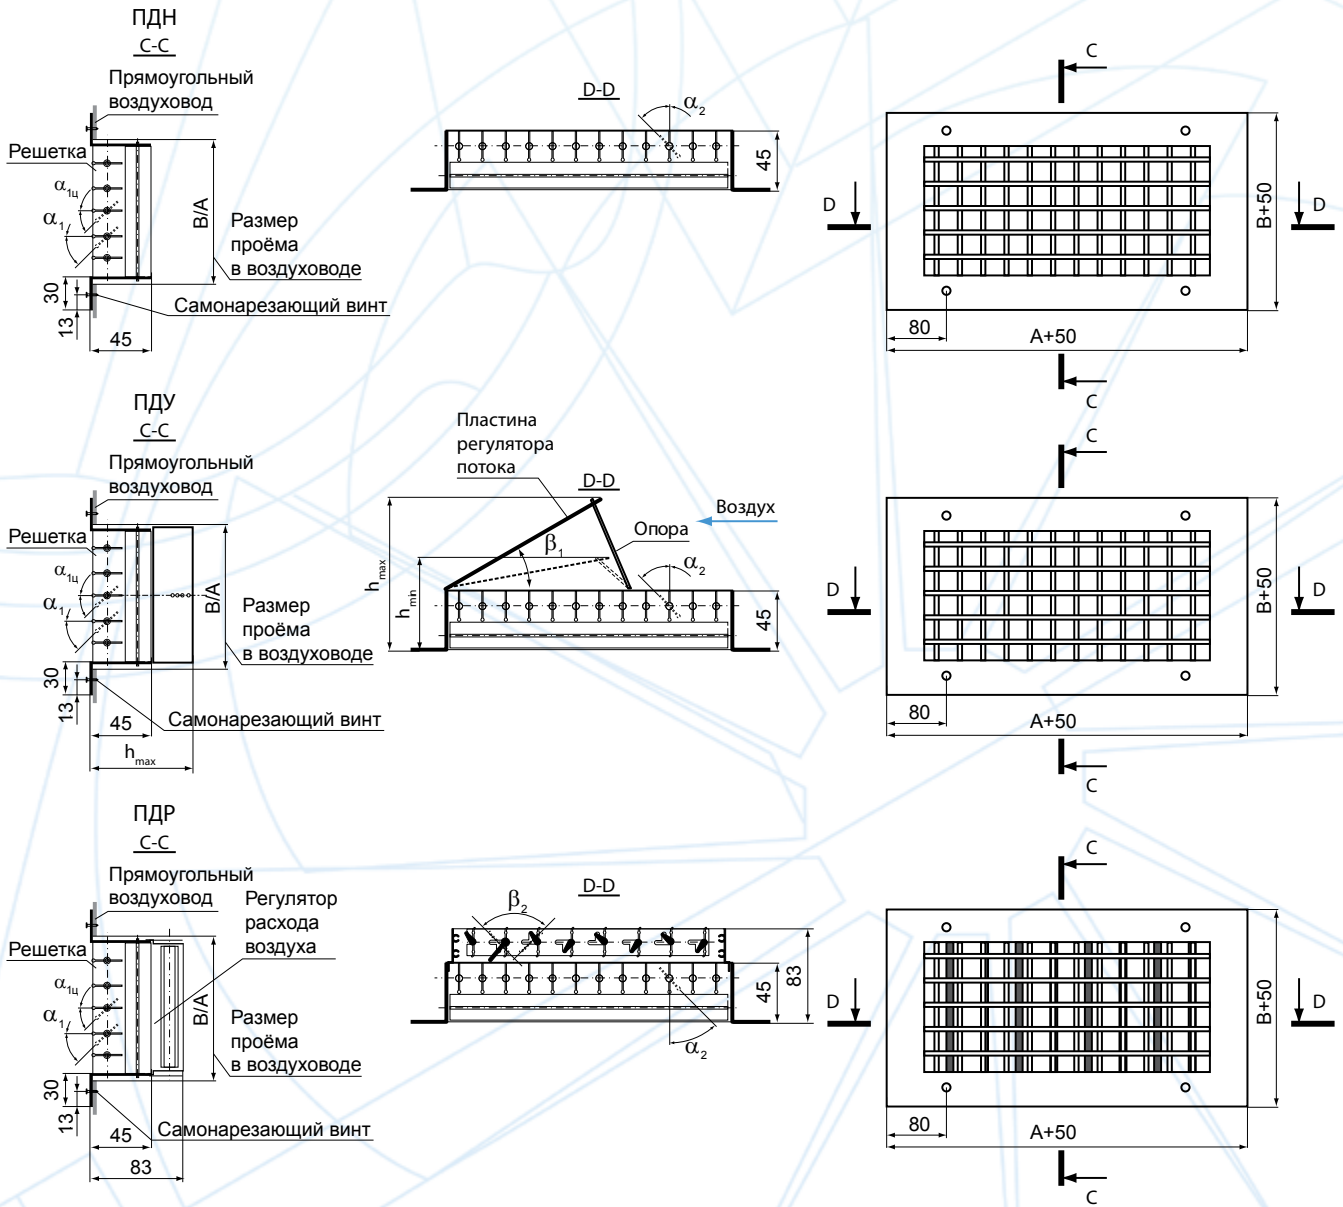 ПДН
C-C
Прямоугольный
воздуховод
Решетка
α1ц
α1
B/A
Размер
проёма
в воздуховоде
30
13
Самонарезающий винт
45
D-D
α2
45
C
D
D
B+50
80
A+50
C
ПДУ
C-C
Прямоугольный
воздуховод
Решетка
α1ц
α1
B/A
Размер
проёма
в воздуховоде
30
13
Самонарезающий винт
45
hmax
Пластина
регулятора
потока
D-D
Воздух
Опора
β1
α2
hmax
hmin
45
C
D
D
B+50
80
A+50
C
ПДР
C-C
Прямоугольный
воздуховод
Регулятор
расхода
воздуха
Решетка
α1ц
α1
B/A
Размер
проёма
в воздуховоде
30
13
Самонарезающий винт
45
83
D-D
β2
45
83
α2
C
D
D
B+50
80
A+50
C